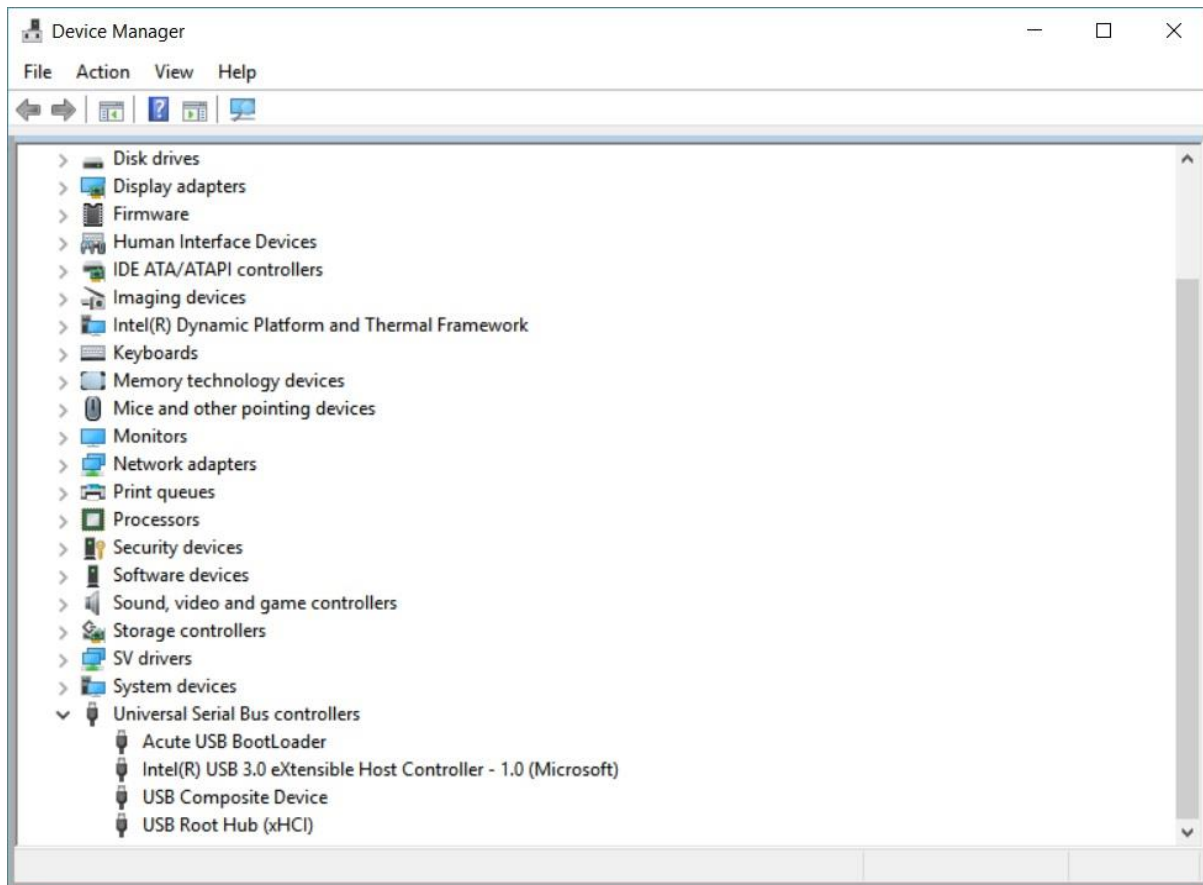 Device Manager
File Action View Help
Disk drives
Display adapters
Firmware
Human Interface Devices
IDE ATA/ATAPI controllers
Imaging devices
Intel(R) Dynamic Platform and Thermal Framework
Keyboards
Memory technology devices
Mice and other pointing devices
Monitors
Network adapters
Print queues
Processors
Security devices
Software devices
Sound, video and game controllers
Storage controllers
SV drivers
System devices
Universal Serial Bus controllers
Acute USB BootLoader
Intel(R) USB 3.0 eXtensible Host Controller - 1.0 (Microsoft)
USB Composite Device
USB Root Hub (xHCI)